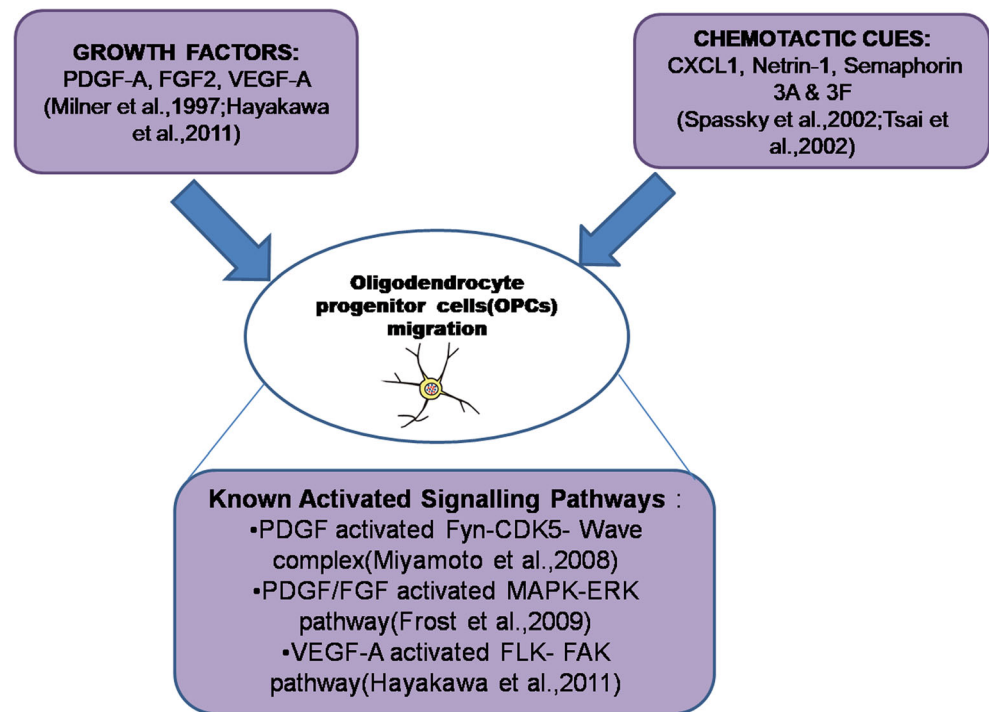 GROWTH FACTORS:
PDGF-A, FGF2, VEGF-A
(Milner et al.,1997;Hayakawa
et al.,2011)
CHEMOTACTIC CUES:
CXCL1, Netrin-1, Semaphorin
3A & 3F
(Spassky et al.,2002;Tsai et
al.,2002)
Oligodendrocyte
progenitor cells(OPCs)
migration
Known Activated Signalling Pathways :
•PDGF activated Fyn-CDK5- Wave
complex(Miyamoto et al.,2008)
•PDGF/FGF activated MAPK-ERK
pathway(Frost et al.,2009)
•VEGF-A activated FLK- FAK
pathway(Hayakawa et al.,2011)